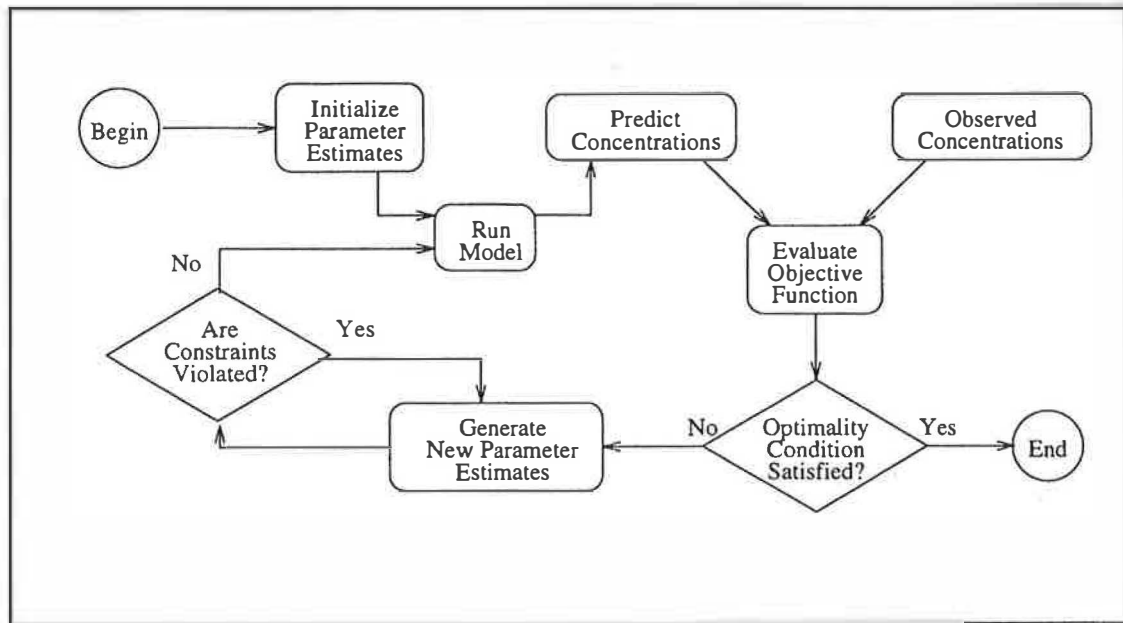 Begin
Initialize
Parameter
Estimates
Predict
Concentrations
Observed
Concentrations
Run
Model
Evaluate
Objective
Function
No
Are
Constraints
Violated?
Yes
Generate
New Parameter
Estimates
No
Optimality
Condition
Satisfied?
Yes
End